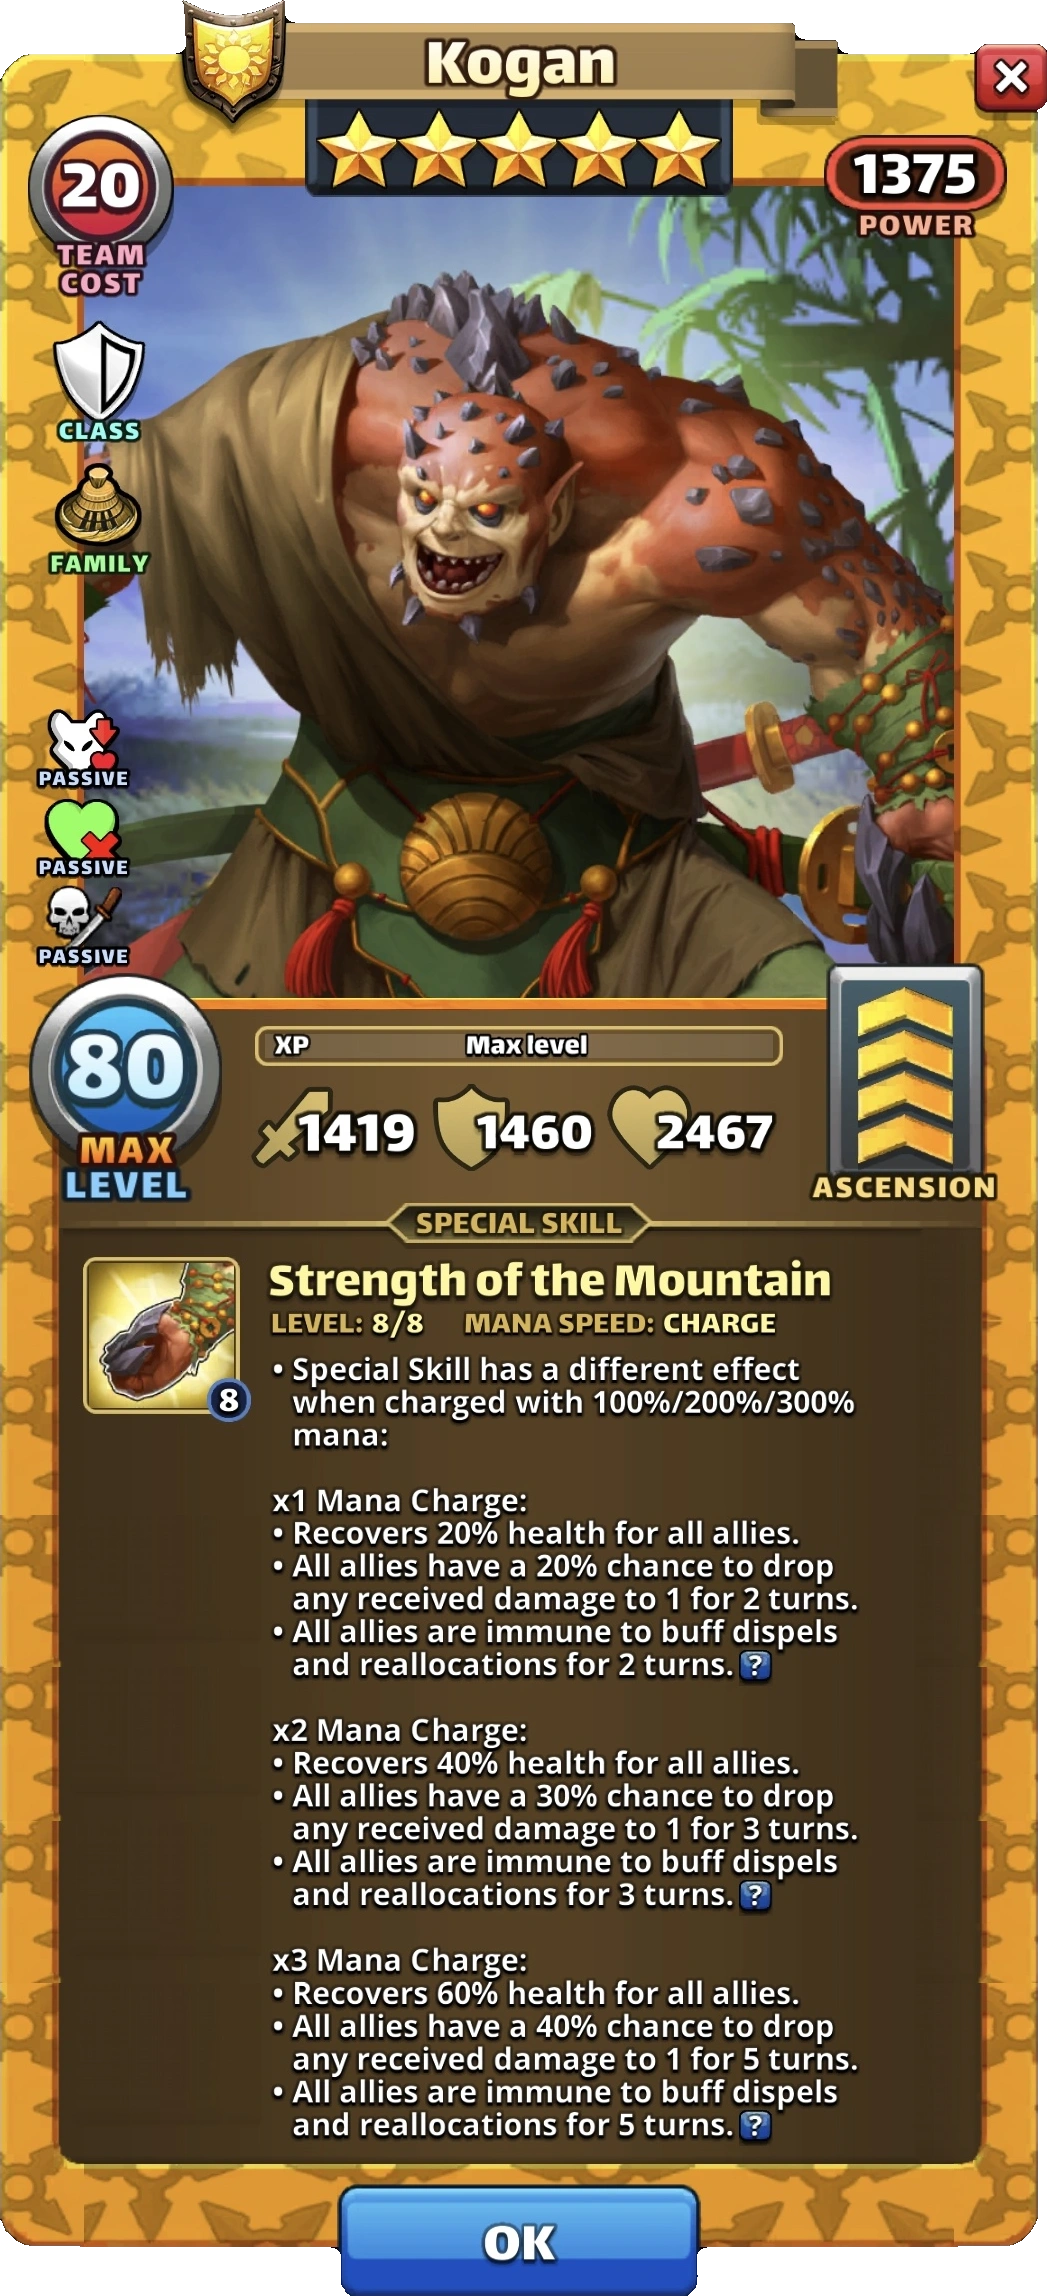 Kogan
20
TEAM
COST
1375
POWER
CLASS
FAMILY
PASSIVE
PASSIVE
PASSIVE
80
MAX
LEVEL
XP Max level
1419 1460 2467
ASCENSION
SPECIAL SKILL
Strength of the Mountain
LEVEL: 8/8 MANA SPEED: CHARGE
8
• Special Skill has a different effect
when charged with 100%/200%/300%
mana:
x1 Mana Charge:
• Recovers 20% health for all allies.
• All allies have a 20% chance to drop
any received damage to 1 for 2 turns.
• All allies are immune to buff dispels
and reallocations for 2 turns. ?
x2 Mana Charge:
• Recovers 40% health for all allies.
• All allies have a 30% chance to drop
any received damage to 1 for 3 turns.
• All allies are immune to buff dispels
and reallocations for 3 turns. ?
x3 Mana Charge:
• Recovers 60% health for all allies.
• All allies have a 40% chance to drop
any received damage to 1 for 5 turns.
• All allies are immune to buff dispels
and reallocations for 5 turns. ?
OK